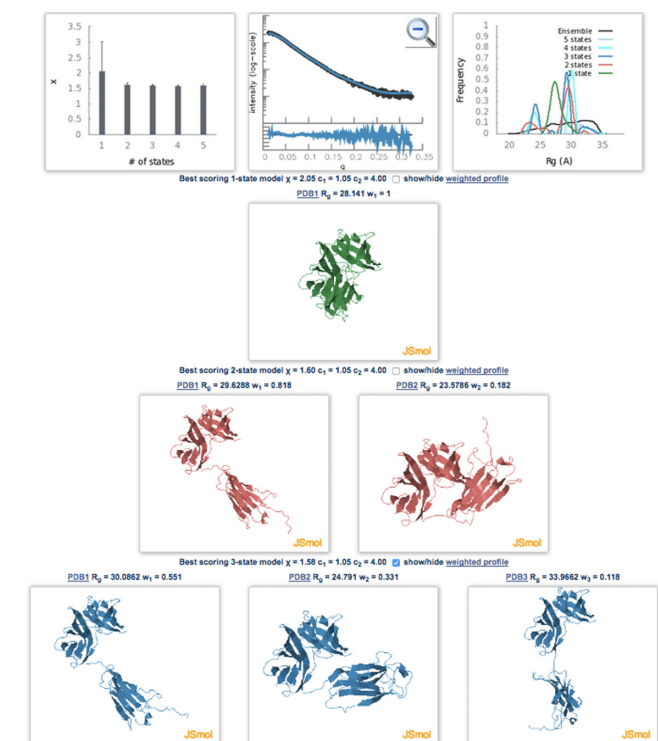 3.5
3
2.5
2
1.5
1
0.5
0
χ
1
2
3
4
5
# of states
intensity (log-scale)
0
0.05
0.1
0.15
0.2
0.25
0.3
0.35
q
Frequency
1
0.9
0.8
0.7
0.6
0.5
0.4
0.3
0.2
0.1
0
Ensemble
5 states
4 states
3 states
2 states
1 state
20
25
30
35
Rg (A)
Best scoring 1-state model χ = 2.05 c₁ = 1.05 c₂ = 4.00 show/hide weighted profile
PDB1 Rg = 28.141 w₁ = 1
JSmol
Best scoring 2-state model χ = 1.60 c₁ = 1.05 c₂ = 4.00 show/hide weighted profile
PDB1 Rg = 29.6288 w₁ = 0.818
PDB2 Rg = 23.5786 w₂ = 0.182
JSmol
JSmol
Best scoring 3-state model χ = 1.58 c₁ = 1.05 c₂ = 4.00 show/hide weighted profile
PDB1 Rg = 30.0862 w₁ = 0.551
PDB2 Rg = 24.791 w₂ = 0.331
PDB3 Rg = 33.9662 w₃ = 0.118
JSmol
JSmol
JSmol